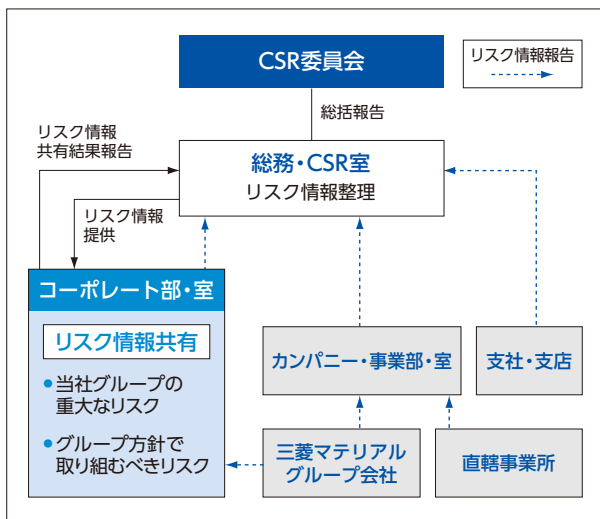 CSR委員会
リスク情報報告
総括報告
リスク情報
共有結果報告
総務・CSR室
リスク情報整理
リスク情報
提供
コーポレート部・室
リスク情報共有
●当社グループの
重大なリスク
●グループ方針で
取り組むべきリスク
カンパニー・事業部・室
支社・支店
三菱マテリアル
グループ会社
直轄事業所